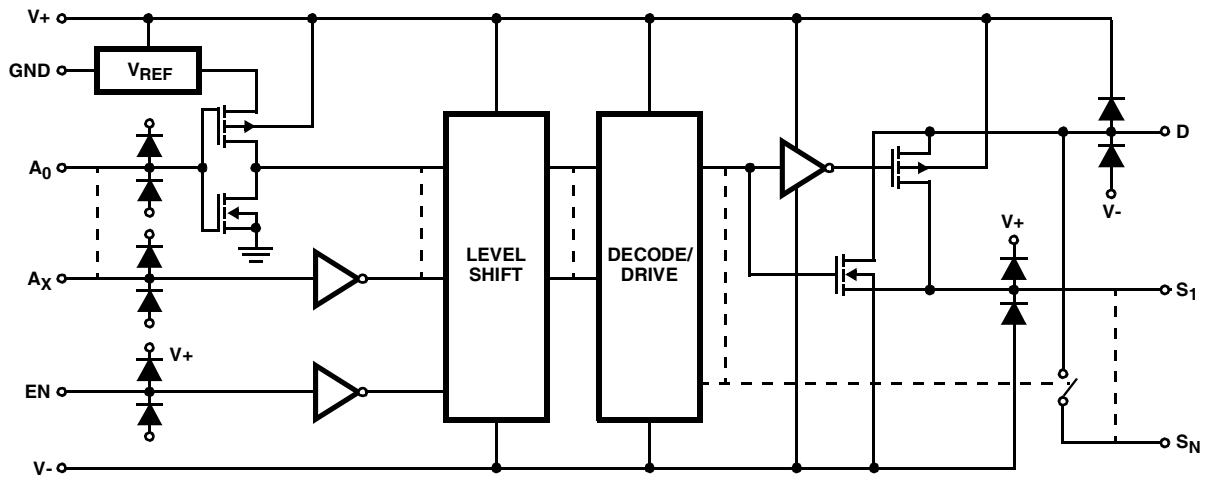 V+
GND
VREF
A0
D
V-
V+
LEVEL
SHIFT
DECODE/
DRIVE
AX
S1
V+
EN
SN
V-